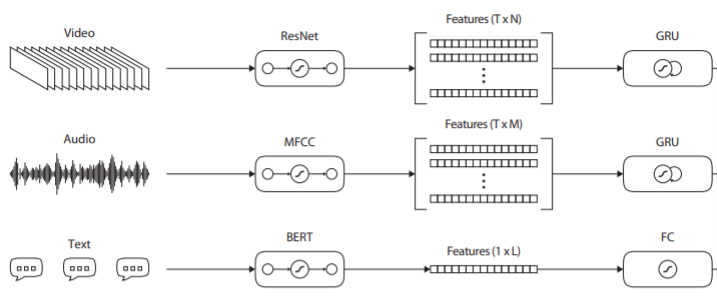 Video
ResNet
Features (T x N)
GRU
Audio
MFCC
Features (T x M)
GRU
Text
BERT
Features (1 x L)
FC